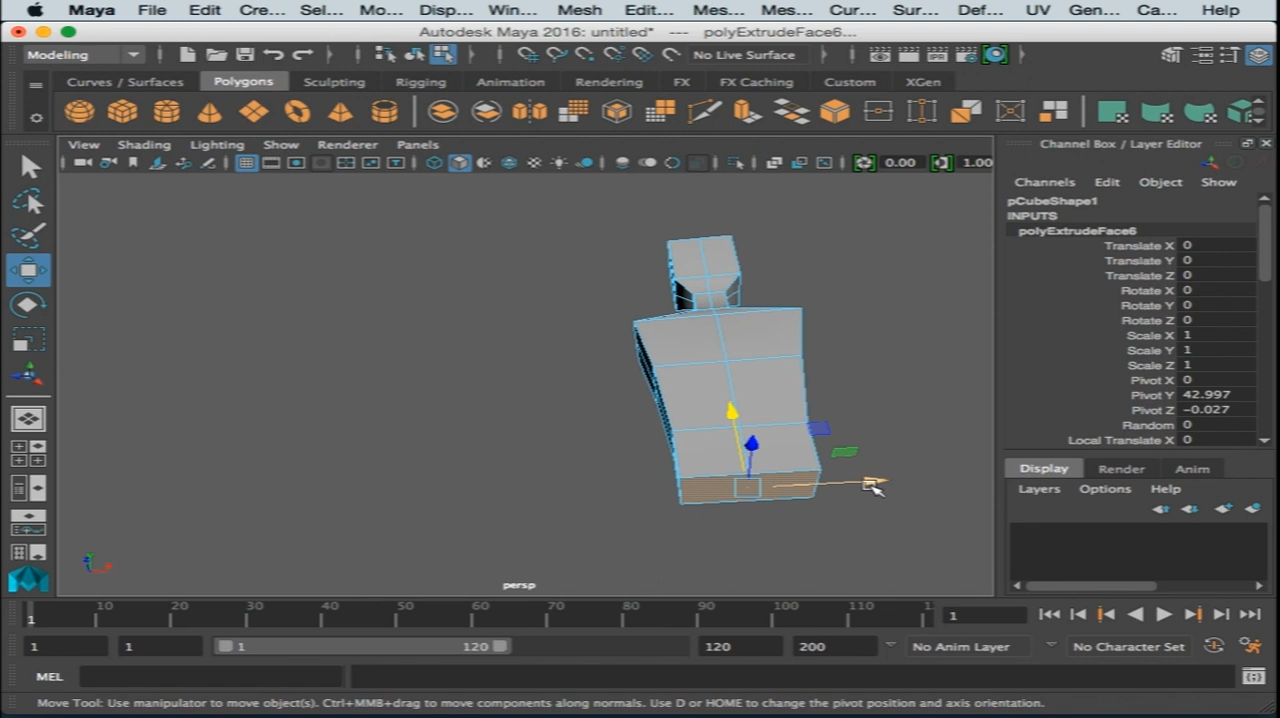 Maya File Edit Cre... Sel... Mo... Disp... Win... Mesh Edit... Mes... Mes... Cur... Sur... Def... UV Gen... Ca... Help
Autodesk Maya 2016: untitled* --- polyExtrudeFace6...
Modeling No Live Surface
Curves / Surfaces Polygons Sculpting Rigging Animation Rendering FX FX Caching Custom XGen
View Shading Lighting Show Renderer Panels
0.00 1.00
Channel Box / Layer Editor
Channels Edit Object Show
pCubeShape1
INPUTS
polyExtrudeFace6
Translate X 0
Translate Y 0
Translate Z 0
Rotate X 0
Rotate Y 0
Rotate Z 0
Scale X 1
Scale Y 1
Scale Z 1
Pivot X 0
Pivot Y 42.997
Pivot Z -0.027
Random 0
Local Translate X 0
Display Render Anim
Layers Options Help
persp
1 10 20 30 40 50 60 70 80 90 100 110 1
1 1 1 120 120 200 No Anim Layer No Character Set
MEL
Move Tool: Use manipulator to move object(s). Ctrl+MMB+drag to move components along normals. Use D or HOME to change the pivot position and axis orientation.